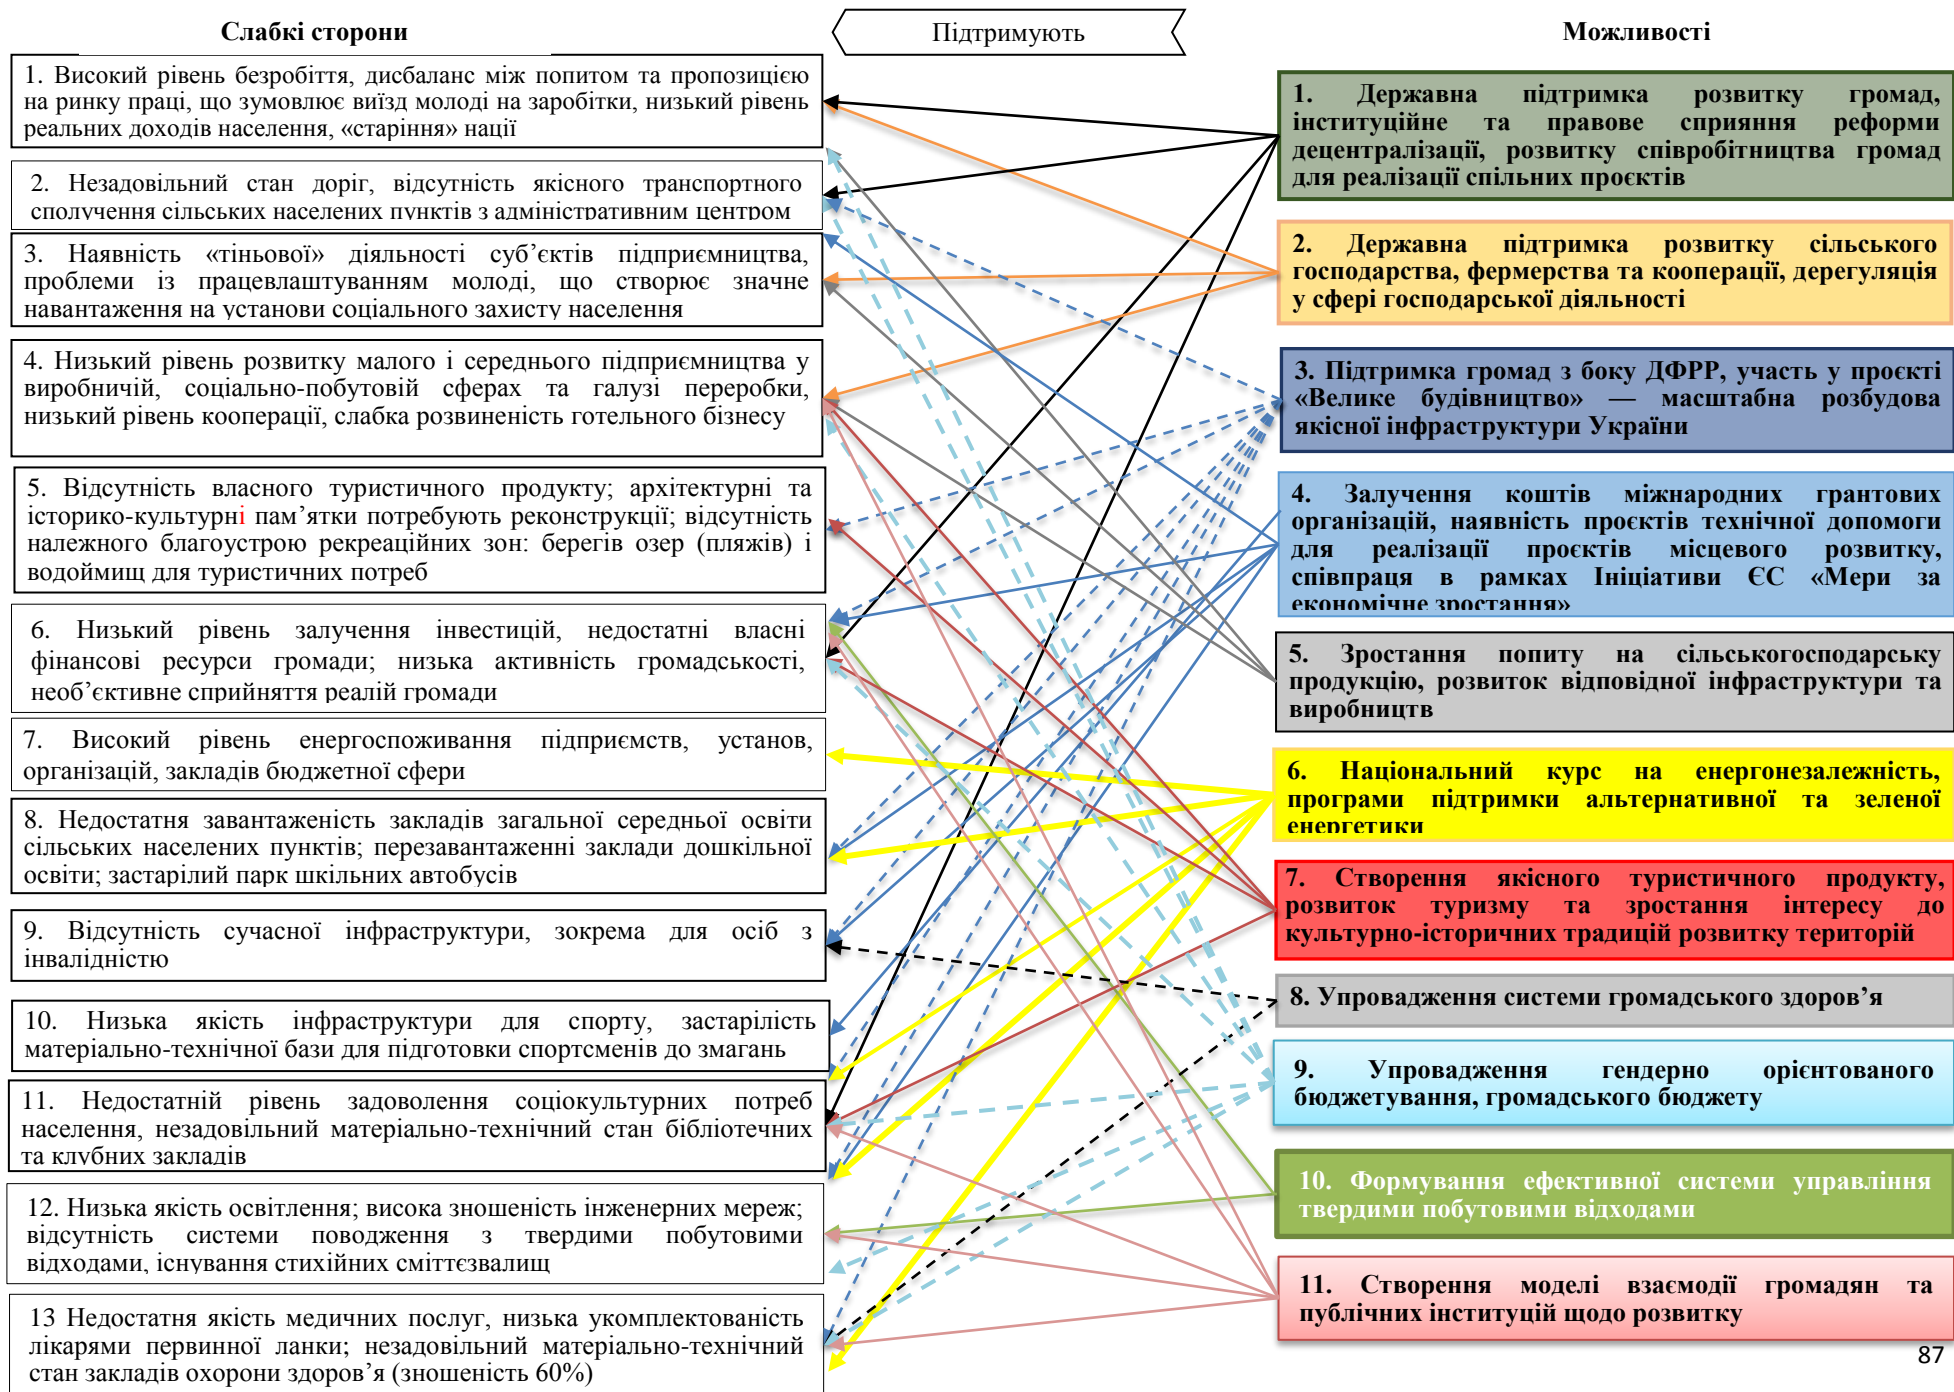 Слабкі сторони
Підтримують
Можливості
1. Високий рівень безробіття, дисбаланс між попитом та пропозицією
на ринку праці, що зумовлює виїзд молоді на заробітки, низький рівень
реальних доходів населення, «старіння» нації
2. Незадовільний стан доріг, відсутність якісного транспортного
сполучення сільських населених пунктів з адміністративним центром
3. Наявність «тіньової» діяльності суб’єктів підприємництва,
проблеми із працевлаштуванням молоді, що створює значне
навантаження на установи соціального захисту населення
4. Низький рівень розвитку малого і середнього підприємництва у
виробничій, соціально-побутовій сферах та галузі переробки,
низький рівень кооперації, слабка розвиненість готельного бізнесу
5. Відсутність власного туристичного продукту; архітектурні та
історико-культурні пам’ятки потребують реконструкції; відсутність
належного благоустрою рекреаційних зон: берегів озер (пляжів) і
водоймищ для туристичних потреб
6. Низький рівень залучення інвестицій, недостатні власні
фінансові ресурси громади; низька активність громадськості,
необ’єктивне сприйняття реалій громади
7. Високий рівень енергоспоживання підприємств, установ,
організацій, закладів бюджетної сфери
8. Недостатня завантаженість закладів загальної середньої освіти
сільських населених пунктів; перезавантаженні заклади дошкільної
освіти; застарілий парк шкільних автобусів
9. Відсутність сучасної інфраструктури, зокрема для осіб з
інвалідністю
10. Низька якість інфраструктури для спорту, застарілість
матеріально-технічної бази для підготовки спортсменів до змагань
11. Недостатній рівень задоволення соціокультурних потреб
населення, незадовільний матеріально-технічний стан бібліотечних
та клубних закладів
12. Низька якість освітлення; висока зношеність інженерних мереж;
відсутність системи поводження з твердими побутовими
відходами, існування стихійних сміттєзвалищ
13 Недостатня якість медичних послуг, низька укомплектованість
лікарями первинної ланки; незадовільний матеріально-технічний
стан закладів охорони здоров’я (зношеність 60%)
1. Державна підтримка розвитку громад,
інституційне та правове сприяння реформи
децентралізації, розвитку співробітництва громад
для реалізації спільних проєктів
2. Державна підтримка розвитку сільського
господарства, фермерства та кооперації, дерегуляція
у сфері господарської діяльності
3. Підтримка громад з боку ДФРР, участь у проєкті
«Велике будівництво» — масштабна розбудова
якісної інфраструктури України
4. Залучення коштів міжнародних грантових
організацій, наявність проєктів технічної допомоги
для реалізації проєктів місцевого розвитку,
співпраця в рамках Ініціативи ЄС «Мери за
економічне зростання»
5. Зростання попиту на сільськогосподарську
продукцію, розвиток відповідної інфраструктури та
виробництв
6. Національний курс на енергонезалежність,
програми підтримки альтернативної та зеленої
енергетики
7. Створення якісного туристичного продукту,
розвиток туризму та зростання інтересу до
культурно-історичних традицій розвитку територій
8. Упровадження системи громадського здоров’я
9. Упровадження гендерно орієнтованого
бюджетування, громадського бюджету
10. Формування ефективної системи управління
твердими побутовими відходами
11. Створення моделі взаємодії громадян та
публічних інституцій щодо розвитку
87